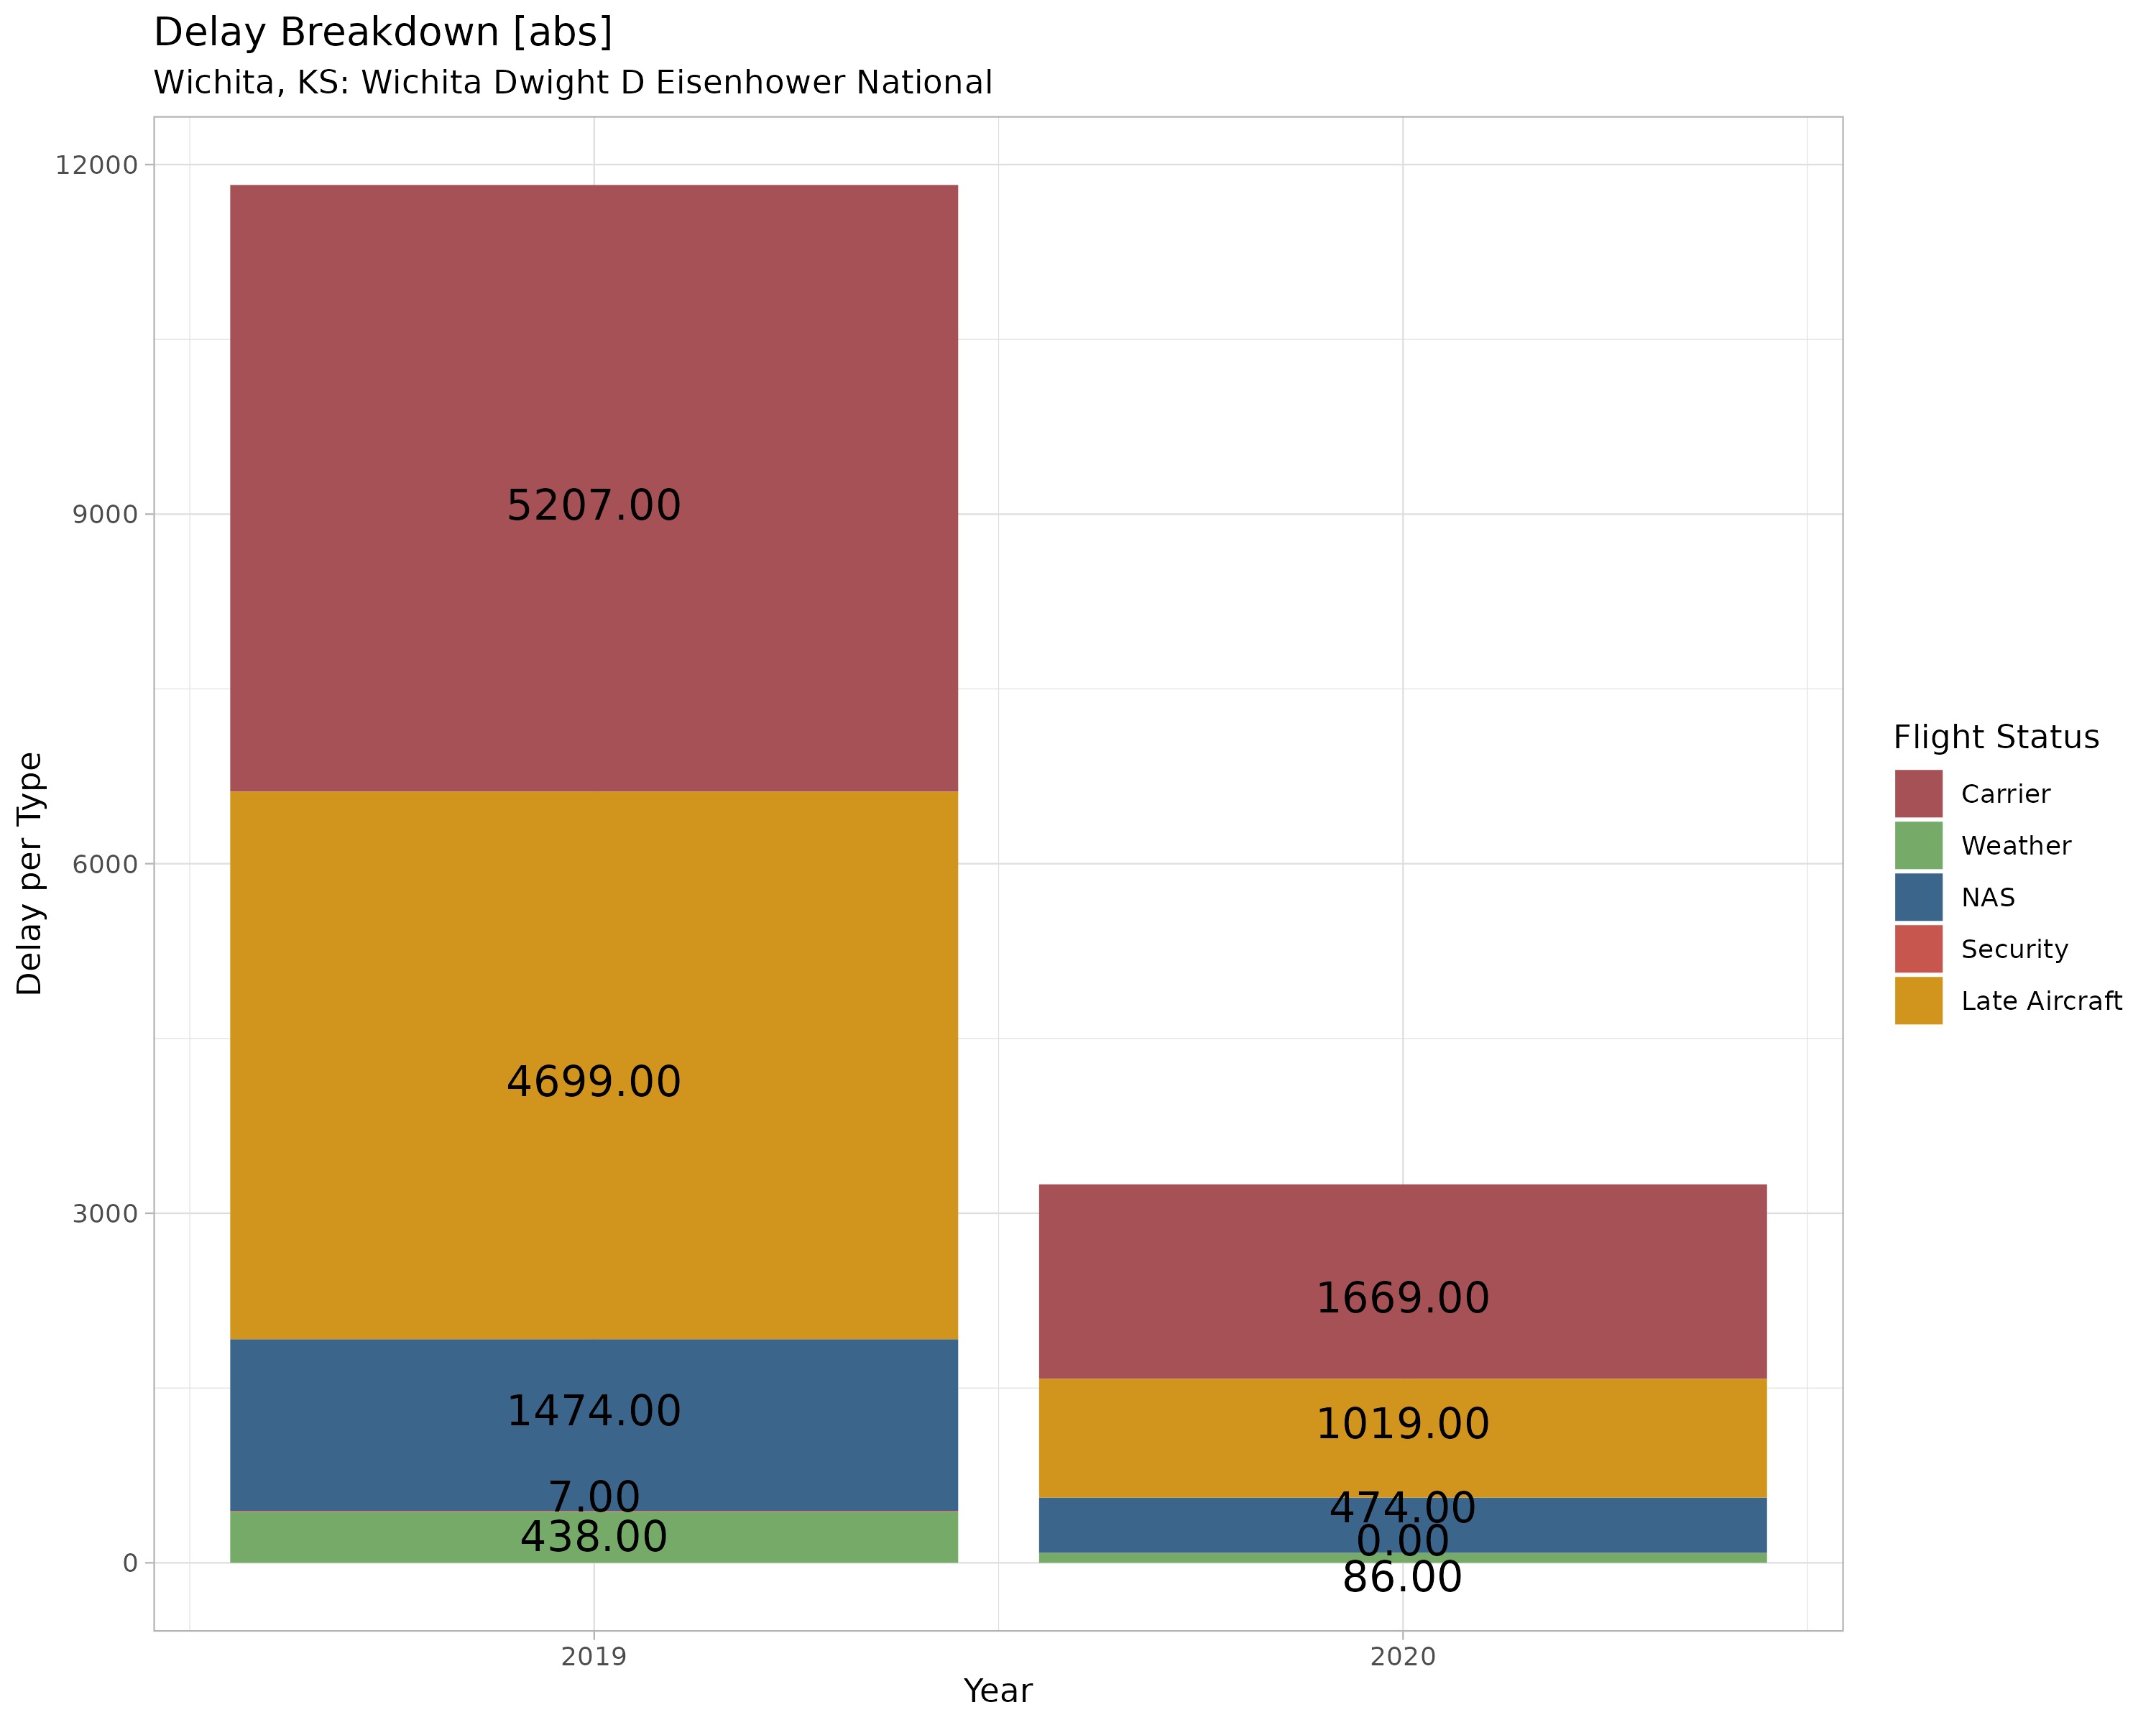 Delay Breakdown [abs]
Wichita, KS: Wichita Dwight D Eisenhower National
Delay per Type
12000
9000
6000
3000
0
5207.00
4699.00
1474.00
7.00
438.00
1669.00
1019.00
474.00
0.00
86.00
2019
2020
Year
Flight Status
Carrier
Weather
NAS
Security
Late Aircraft